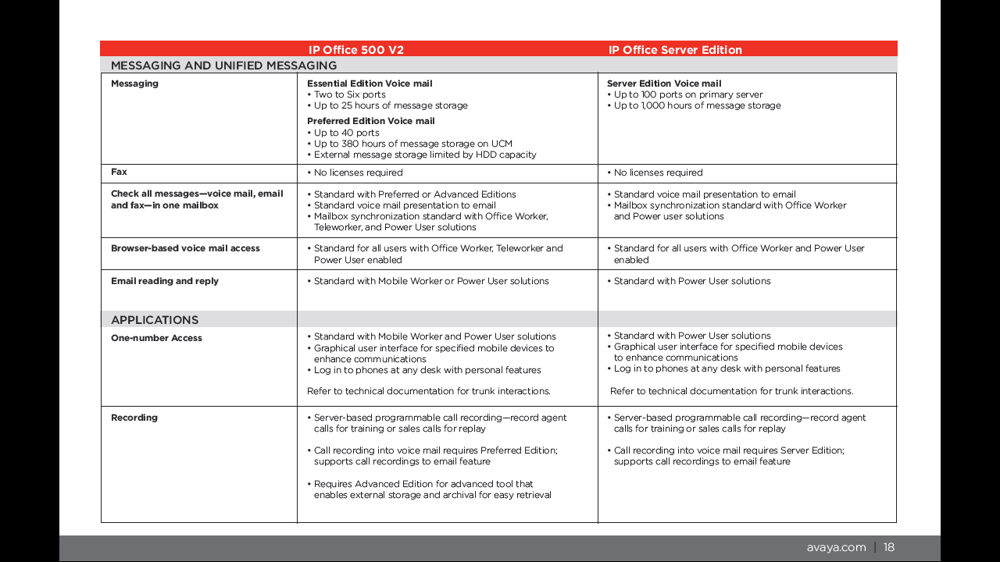 IP Office 500 V2
IP Office Server Edition
MESSAGING AND UNIFIED MESSAGING
Messaging
Essential Edition Voice mail
• Two to Six ports
• Up to 25 hours of message storage
Preferred Edition Voice mail
• Up to 40 ports
• Up to 380 hours of message storage on UCM
• External message storage limited by HDD capacity
Server Edition Voice mail
• Up to 100 ports on primary server
• Up to 1,000 hours of message storage
Fax
• No licenses required
• No licenses required
Check all messages—voice mail, email
and fax—in one mailbox
• Standard with Preferred or Advanced Editions
• Standard voice mail presentation to email
• Mailbox synchronization standard with Office Worker,
Teleworker, and Power User solutions
• Standard voice mail presentation to email
• Mailbox synchronization standard with Office Worker
and Power user solutions
Browser-based voice mail access
• Standard for all users with Office Worker, Teleworker and
Power User enabled
• Standard for all users with Office Worker and Power User
enabled
Email reading and reply
• Standard with Mobile Worker or Power User solutions
• Standard with Power User solutions
APPLICATIONS
One-number Access
• Standard with Mobile Worker and Power User solutions
• Graphical user interface for specified mobile devices to
enhance communications
• Log in to phones at any desk with personal features
Refer to technical documentation for trunk interactions.
• Standard with Power User solutions
• Graphical user interface for specified mobile devices
to enhance communications
• Log in to phones at any desk with personal features
Refer to technical documentation for trunk interactions.
Recording
• Server-based programmable call recording—record agent
calls for training or sales calls for replay
• Call recording into voice mail requires Preferred Edition;
supports call recordings to email feature
• Requires Advanced Edition for advanced tool that
enables external storage and archival for easy retrieval
• Server-based programmable call recording—record agent
calls for training or sales calls for replay
• Call recording into voice mail requires Server Edition;
supports call recordings to email feature
avaya.com | 18